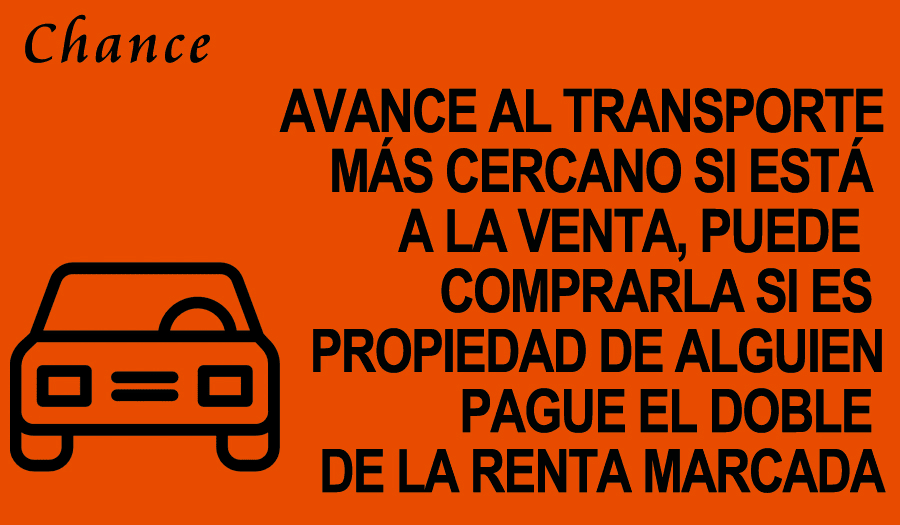 Chance
AVANCE AL TRANSPORTE
MÁS CERCANO SI ESTÁ
A LA VENTA, PUEDE
COMPRARLA SI ES
PROPIEDAD DE ALGUIEN
PAGUE EL DOBLE
DE LA RENTA MARCADA